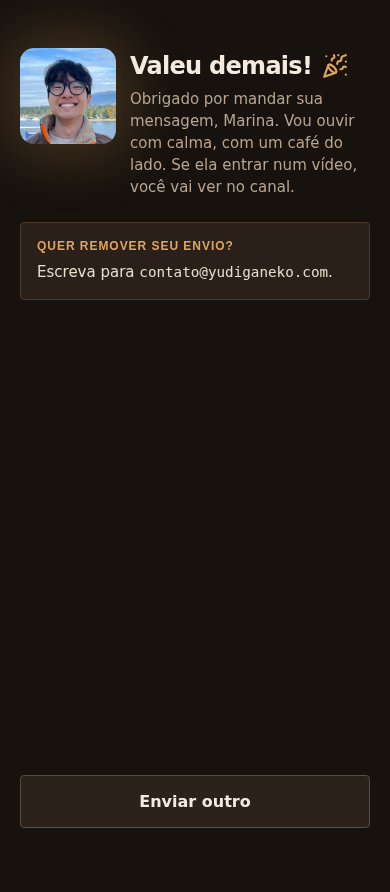 Valeu demais! 🎉
Obrigado por mandar sua
mensagem, Marina. Vou ouvir
com calma, com um café do
lado. Se ela entrar num vídeo,
você vai ver no canal.
QUER REMOVER SEU ENVIO?
Escreva para contato@yudiganeko.com.
Enviar outro